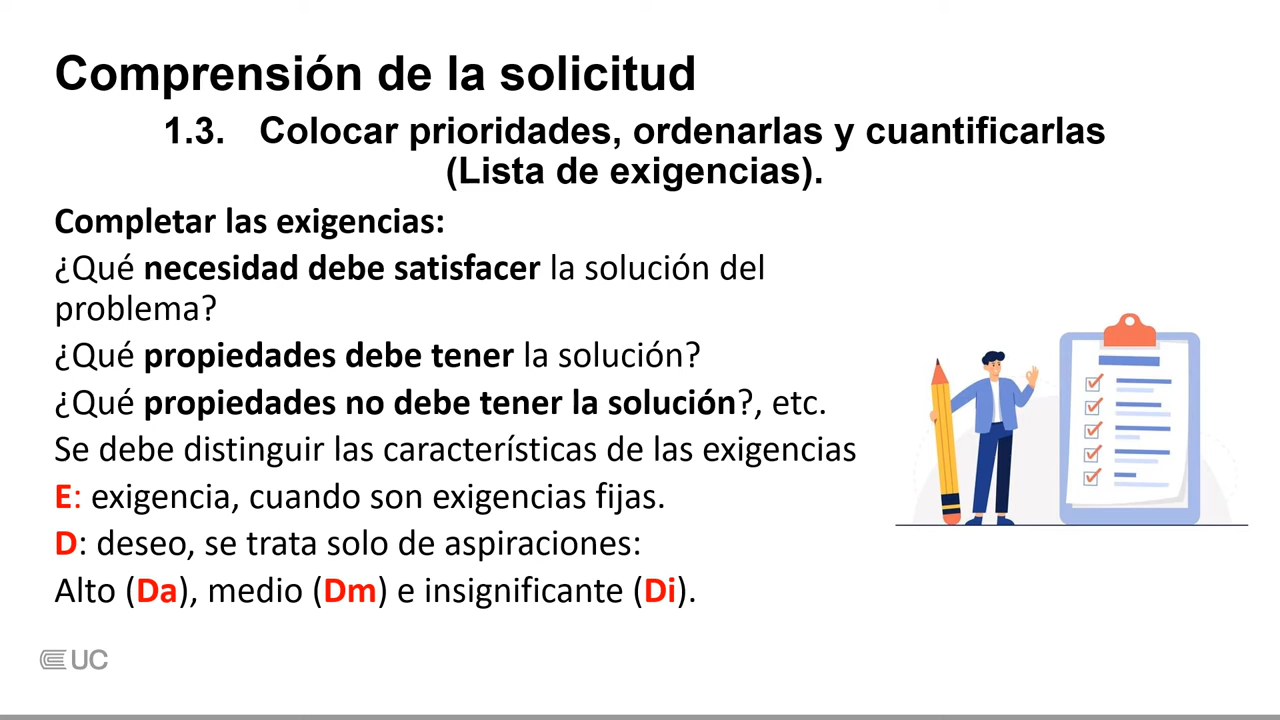 Comprensión de la solicitud
1.3. Colocar prioridades, ordenarlas y cuantificarlas
(Lista de exigencias).
Completar las exigencias:
¿Qué necesidad debe satisfacer la solución del
problema?
¿Qué propiedades debe tener la solución?
¿Qué propiedades no debe tener la solución?, etc.
Se debe distinguir las características de las exigencias
E: exigencia, cuando son exigencias fijas.
D: deseo, se trata solo de aspiraciones:
Alto (Da), medio (Dm) e insignificante (Di).
UC